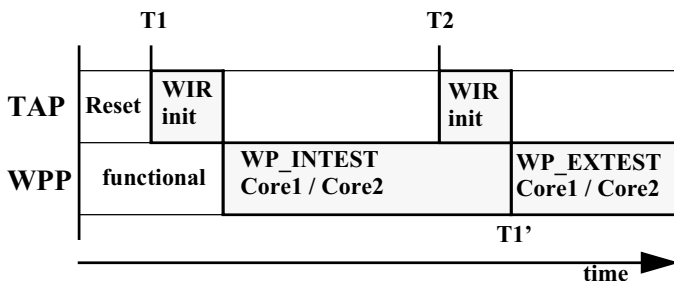 T1 T2
TAP Reset WIR init WIR init
WPP functional WP_INTEST Core1 / Core2 WP_EXTEST Core1 / Core2
T1’
time